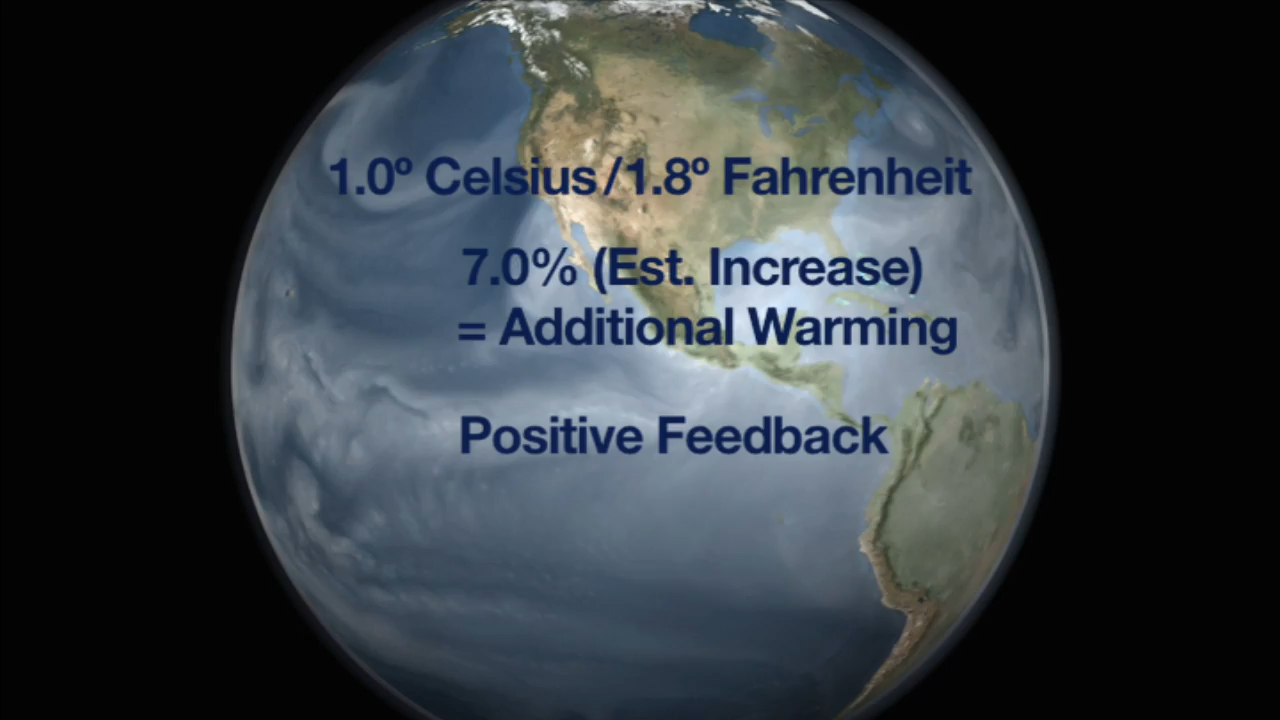 1.0º Celsius/1.8º Fahrenheit
7.0% (Est. Increase)
= Additional Warming
Positive Feedback